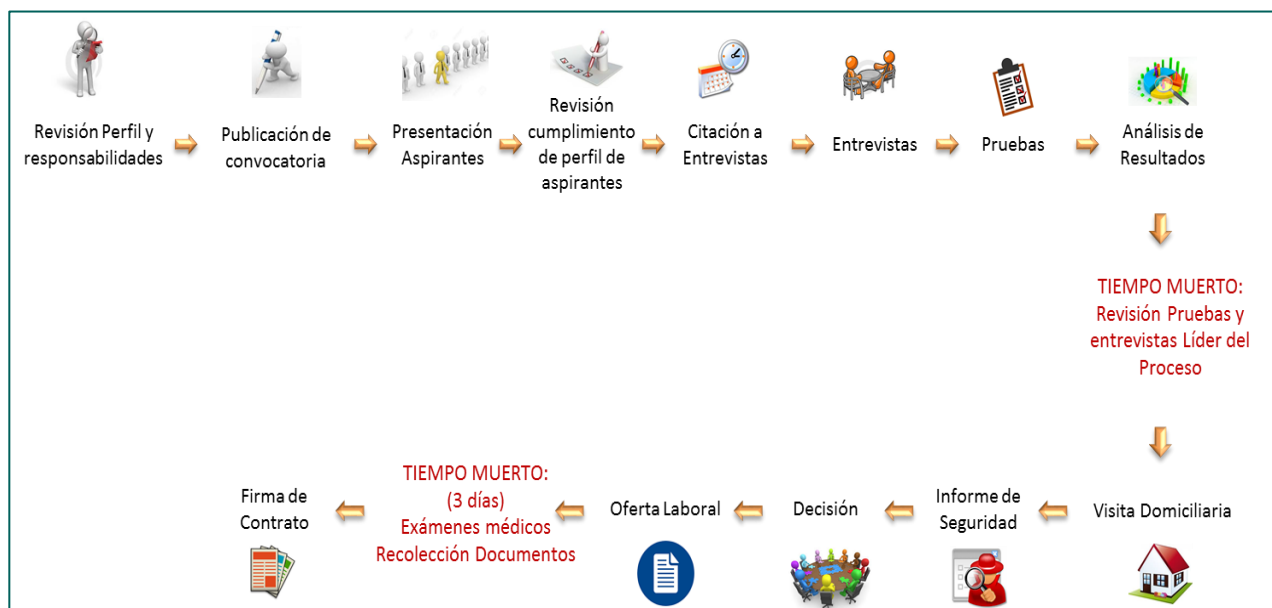 Revisión Perfil y
responsabilidades
Publicación de
convocatoria
Presentación
Aspirantes
Revisión
cumplimiento
de perfil de
aspirantes
Citación a
Entrevistas
Entrevistas
Pruebas
Análisis de
Resultados
TIEMPO MUERTO:
Revisión Pruebas y
entrevistas Líder del
Proceso
Visita Domiciliaria
Informe de
Seguridad
Decisión
Oferta Laboral
TIEMPO MUERTO:
(3 días)
Exámenes médicos
Recolección Documentos
Firma de
Contrato